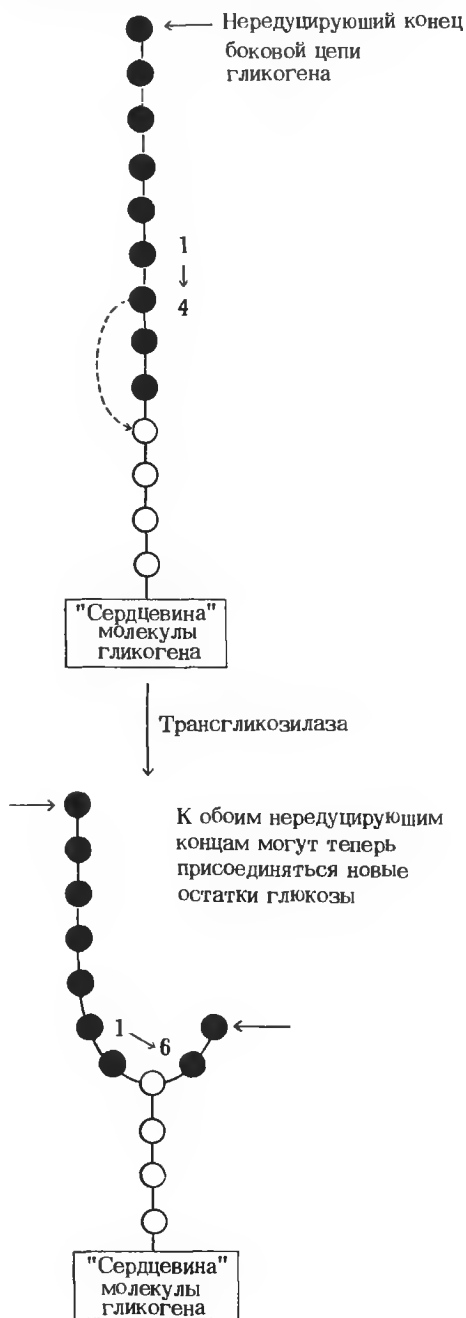 Нередуцируюший конец
боковой цепи
гликогена
1
4
"Сердцевина"
молекулы
гликогена
Трансгликозилаза
К обоим нередуцирующим
концам могут теперь
присоединяться новые
остатки глюкозы
1
6
"Сердцевина"
молекулы
гликогена